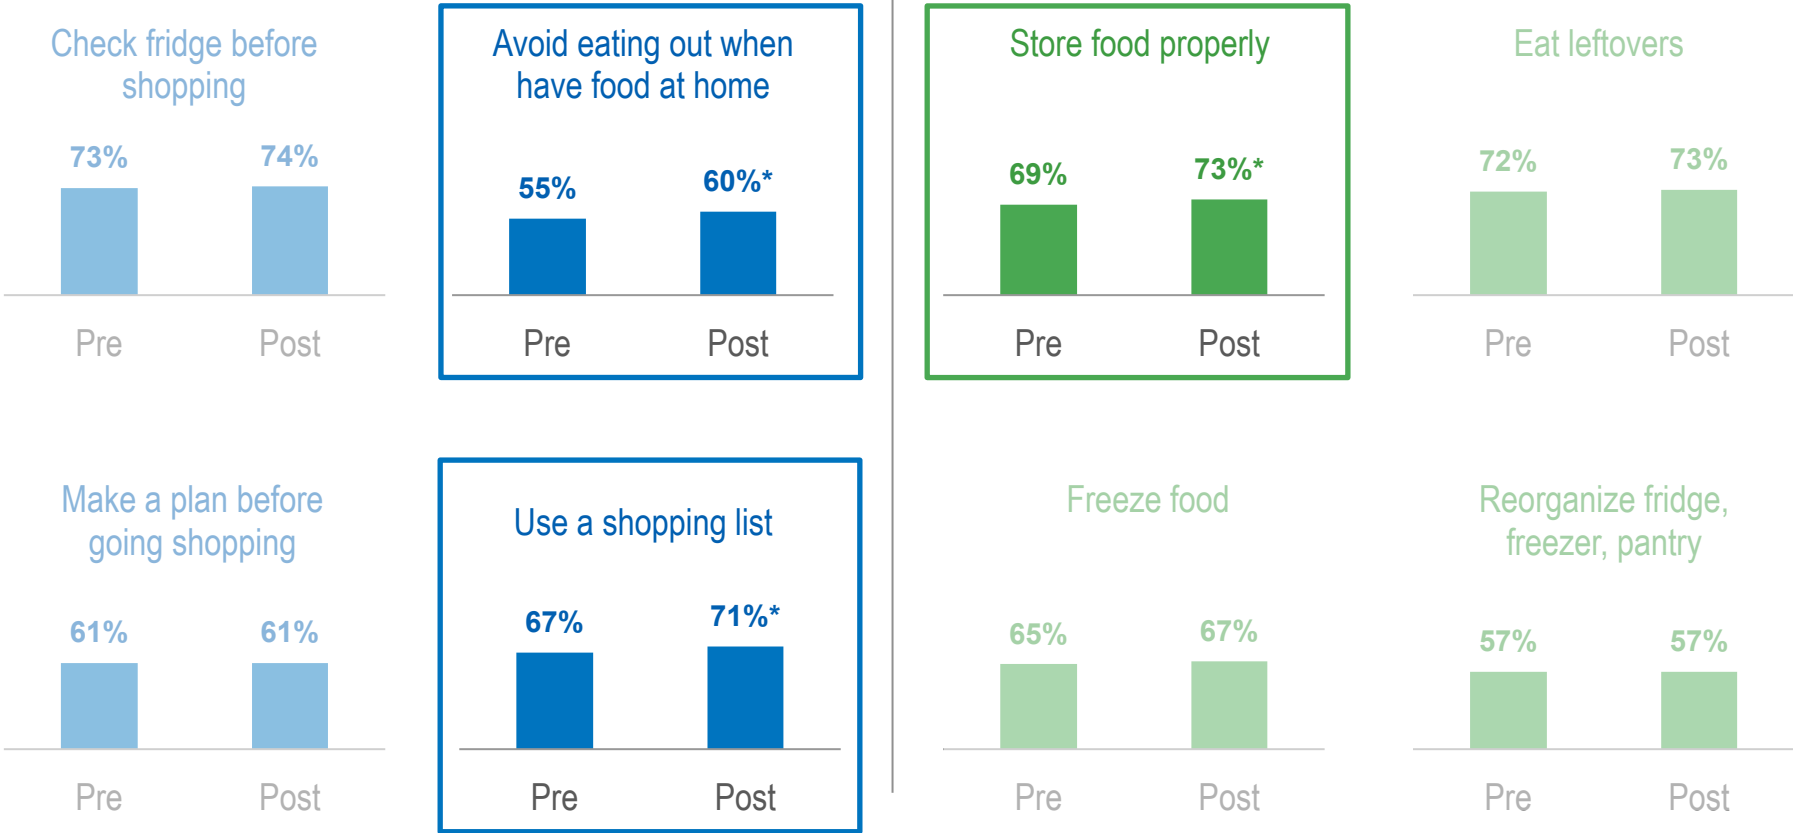 Check fridge before
shopping
73%
74%
Pre
Post
Avoid eating out when
have food at home
55%
60%*
Pre
Post
Store food properly
69%
73%*
Pre
Post
Eat leftovers
72%
73%
Pre
Post
Make a plan before
going shopping
61%
61%
Pre
Post
Use a shopping list
67%
71%*
Pre
Post
Freeze food
65%
67%
Pre
Post
Reorganize fridge,
freezer, pantry
57%
57%
Pre
Post